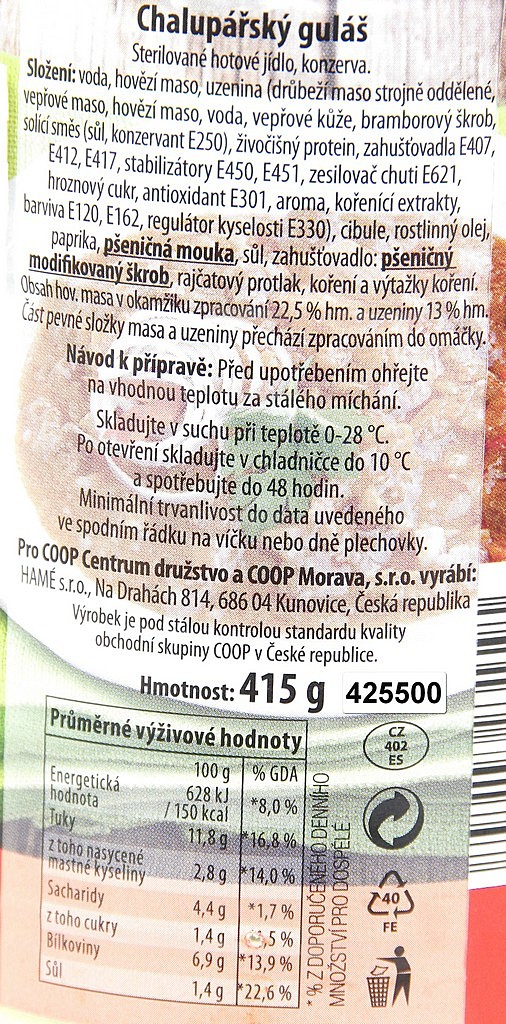 Chalupářský guláš
Sterilované hotové jídlo, konzerva.
Složení: voda, hovězí maso, uzenina (drůbeží maso strojně oddělené,
vepřové maso, hovězí maso, voda, vepřové kůže, bramborový škrob,
solící směs (sůl, konzervant E250), živočišný protein, zahušťovadla E407,
E412, E417, stabilizátory E450, E451, zesilovač chuti E621,
hroznový cukr, antioxidant E301, aroma, kořenící extrakty,
barviva E120, E162, regulátor kyselosti E330), cibule, rostlinný olej,
paprika, pšeničná mouka, sůl, zahušťovadlo: pšeničný
modifikovaný škrob, rajčatový protlak, koření a výtažky koření.
Obsah hov. masa v okamžiku zpracování 22,5 % hm. a uzeniny 13 % hm.
Část pevné složky masa a uzeniny přechází zpracováním do omáčky.
Návod k přípravě: Před upotřebením ohřejte
na vhodnou teplotu za stálého míchání.
Skladujte v suchu při teplotě 0-28 °C.
Po otevření skladujte v chladničce do 10 °C
a spotřebujte do 48 hodin.
Minimální trvanlivost do data uvedeného
ve spodním řádku na víčku nebo dně plechovky.
Pro COOP Centrum družstvo a COOP Morava, s.r.o. vyrábí:
HAMÉ s.r.o., Na Drahách 814, 686 04 Kunovice, Česká republika
Výrobek je pod stálou kontrolou standardu kvality
obchodní skupiny COOP v České republice.
Hmotnost: 415 g 425500
Průměrné výživové hodnoty
100 g % GDA
Energetická hodnota 628 kJ / 150 kcal *8,0 %
Tuky 11,8 g *16,8 %
z toho nasycené mastné kyseliny 2,8 g *14,0 %
Sacharidy 4,4 g *1,7 %
z toho cukry 1,4 g 5 %
Bílkoviny 6,9 g *13,9 %
Sůl 1,4 g *22,6 %
* % Z DOPORUČENÉHO DENNÍHO
MNOŽSTVÍ PRO DOSPĚLÉ
CZ
402
ES
40
FE